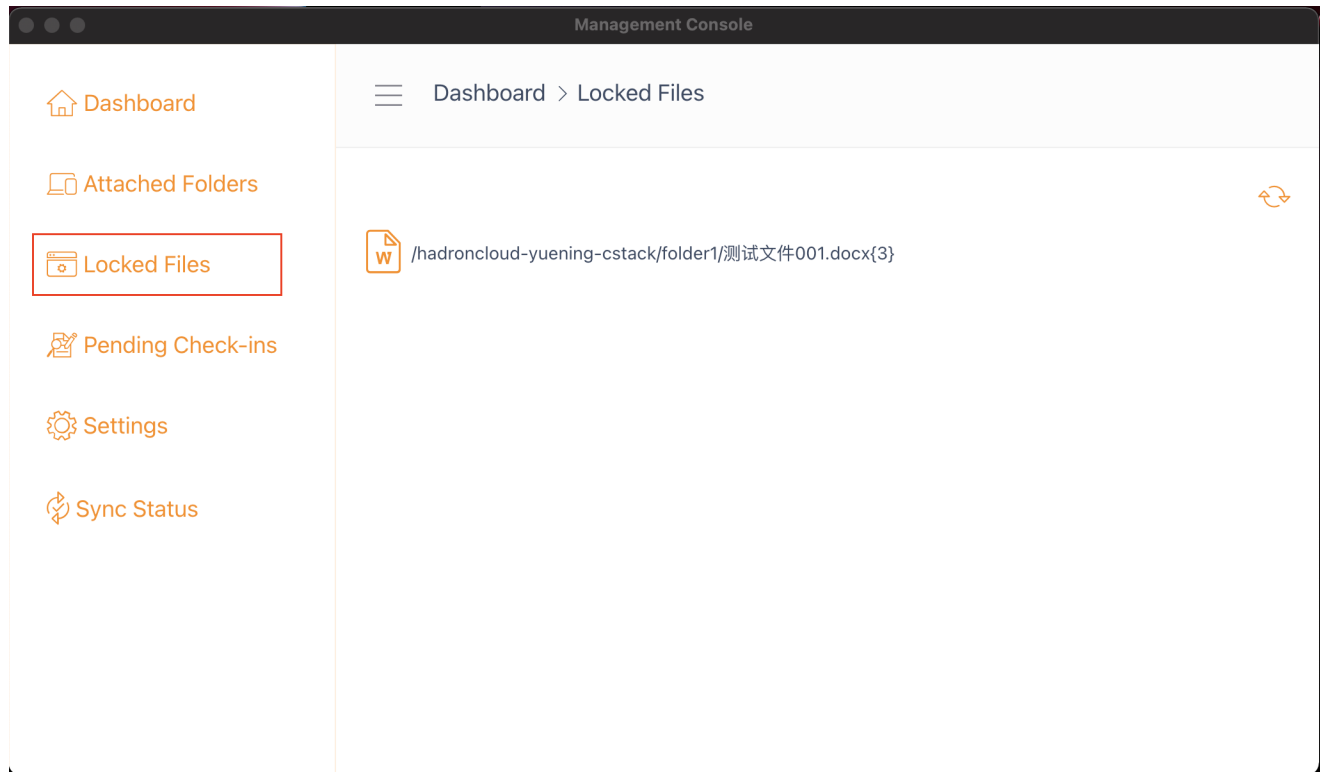 Management Console
Dashboard
Attached Folders
Locked Files
Pending Check-ins
Settings
Sync Status
Dashboard > Locked Files
W /hadroncloud-yuening-cstack/folder1/测试文件001.docx{3}